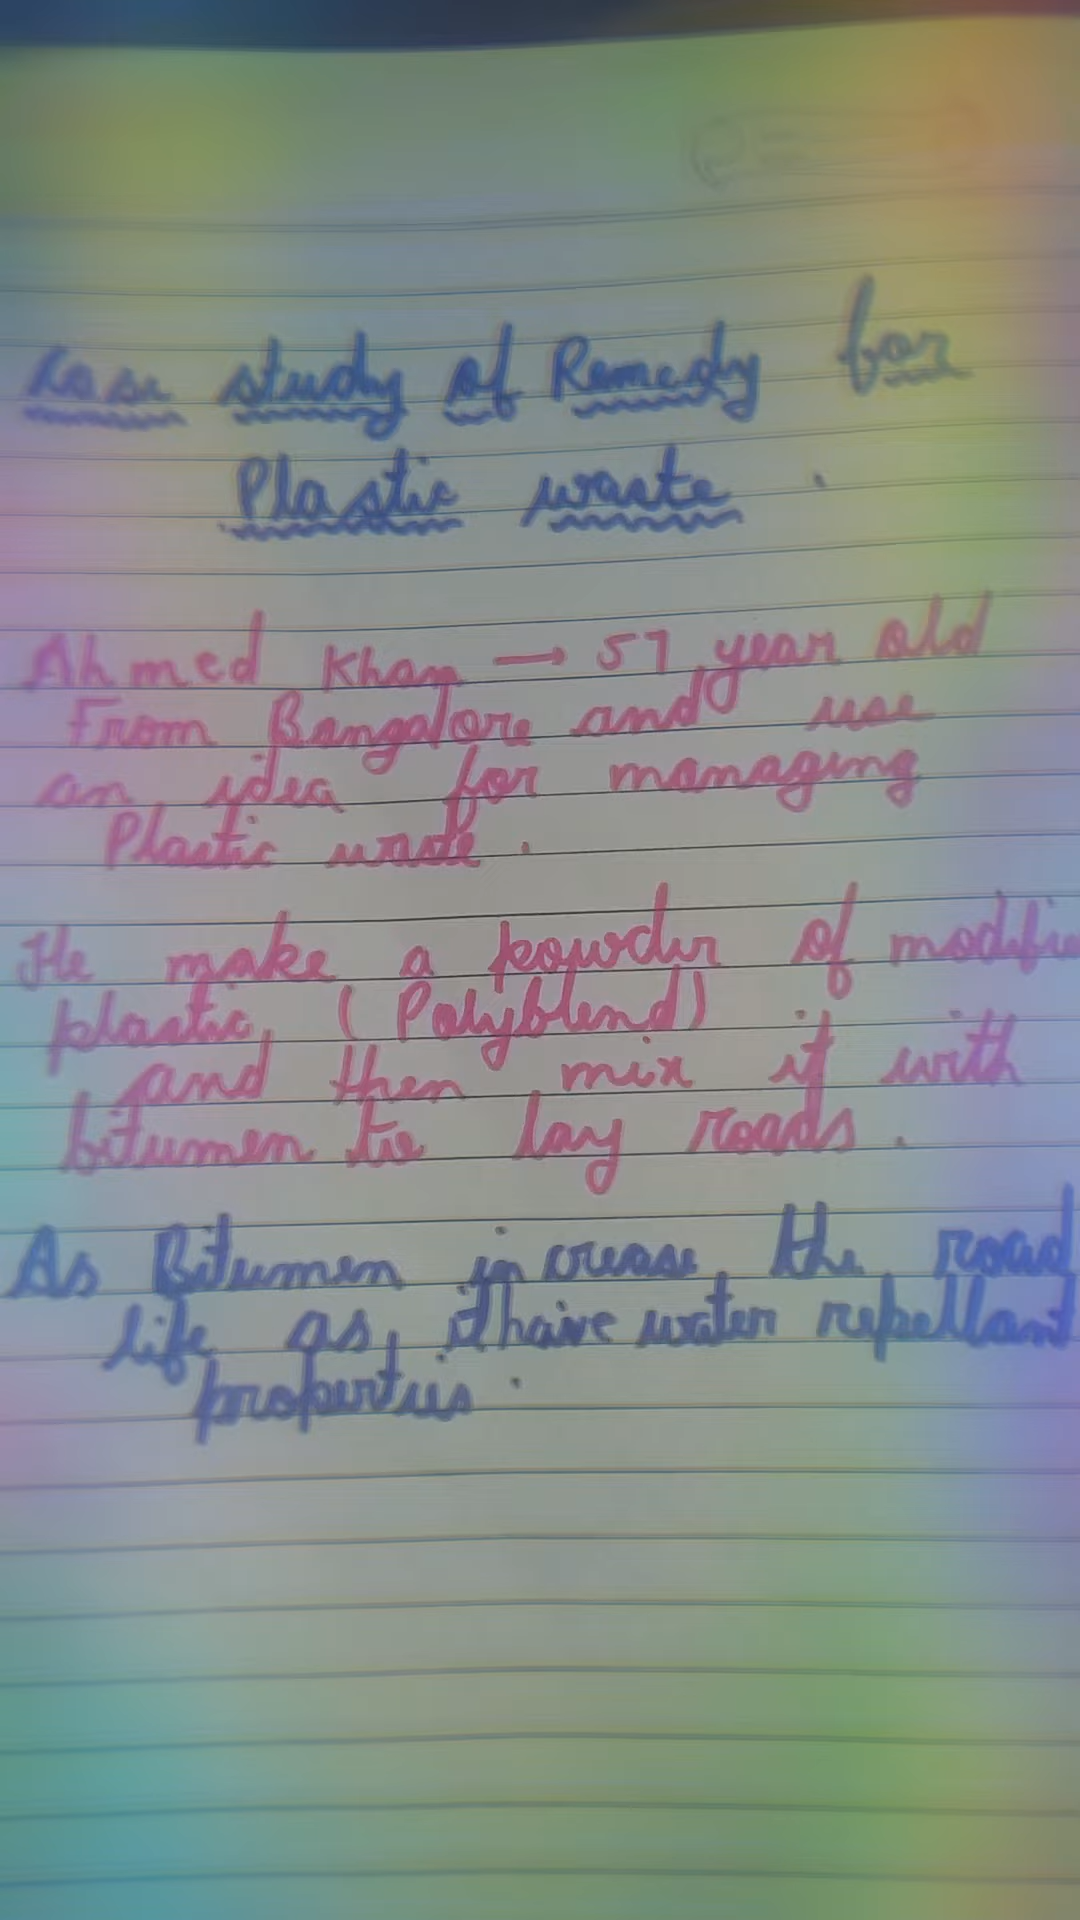 Case study of Remedy for
Plastic waste .
Ahmed Khan → 57 year old
From Bangalore and use
an idea for managing
Plastic waste .
He make a powder of modifie
plastic, ( Polyblend)
and then mix it with
bitumen to lay roads .
As Bitumen increase the road
life as, it have water repellant
properties .